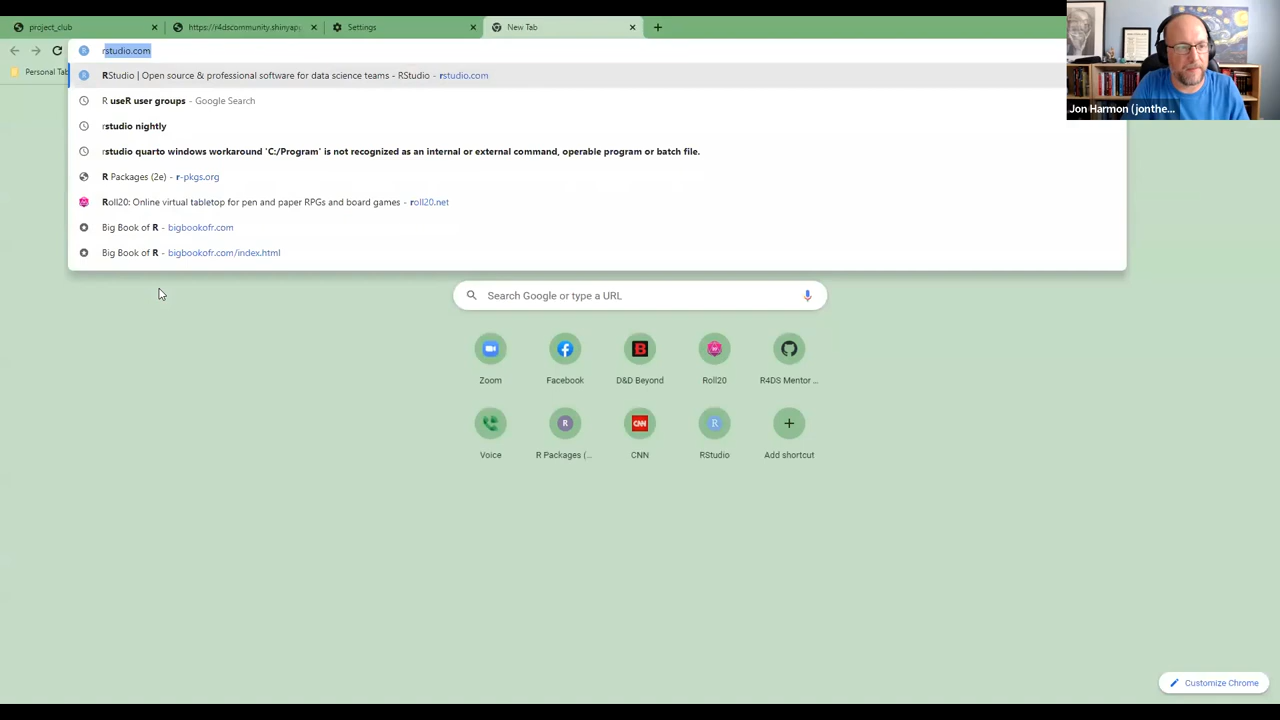 project_club
https://r4dscommunity.shinyap
Settings
New Tab
rstudio.com
Personal Tab
RStudio | Open source & professional software for data science teams - RStudio - rstudio.com
R useR user groups - Google Search
rstudio nightly
rstudio quarto windows workaround 'C:/Program' is not recognized as an internal or external command, operable program or batch file.
R Packages (2e) - r-pkgs.org
Roll20: Online virtual tabletop for pen and paper RPGs and board games - roll20.net
Big Book of R - bigbookofr.com
Big Book of R - bigbookofr.com/index.html
Jon Harmon (jonthe...
Search Google or type a URL
Zoom
Facebook
D&D Beyond
Roll20
R4DS Mentor ...
Voice
R Packages (...
CNN
RStudio
Add shortcut
Customize Chrome